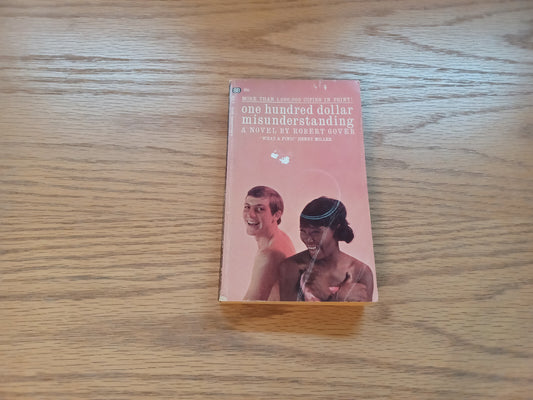 MORE THAN 1,000,000 COPIES IN PRINT!
one hundred dollar
misunderstanding
A NOVEL BY ROBERT GOVER
"WHAT A FIND!" HENRY MILLER